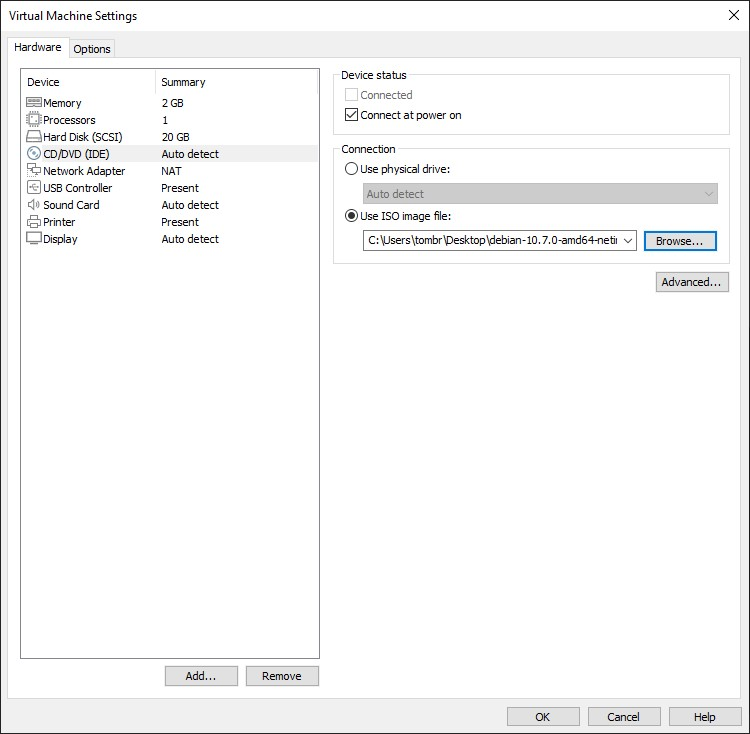 Virtual Machine Settings
Hardware Options
Device Summary
Memory 2 GB
Processors 1
Hard Disk (SCSI) 20 GB
CD/DVD (IDE) Auto detect
Network Adapter NAT
USB Controller Present
Sound Card Auto detect
Printer Present
Display Auto detect
Add... Remove
Device status
Connected
Connect at power on
Connection
Use physical drive:
Auto detect
Use ISO image file:
C:\Users\tombr\Desktop\debian-10.7.0-amd64-neti Browse...
Advanced...
OK Cancel Help